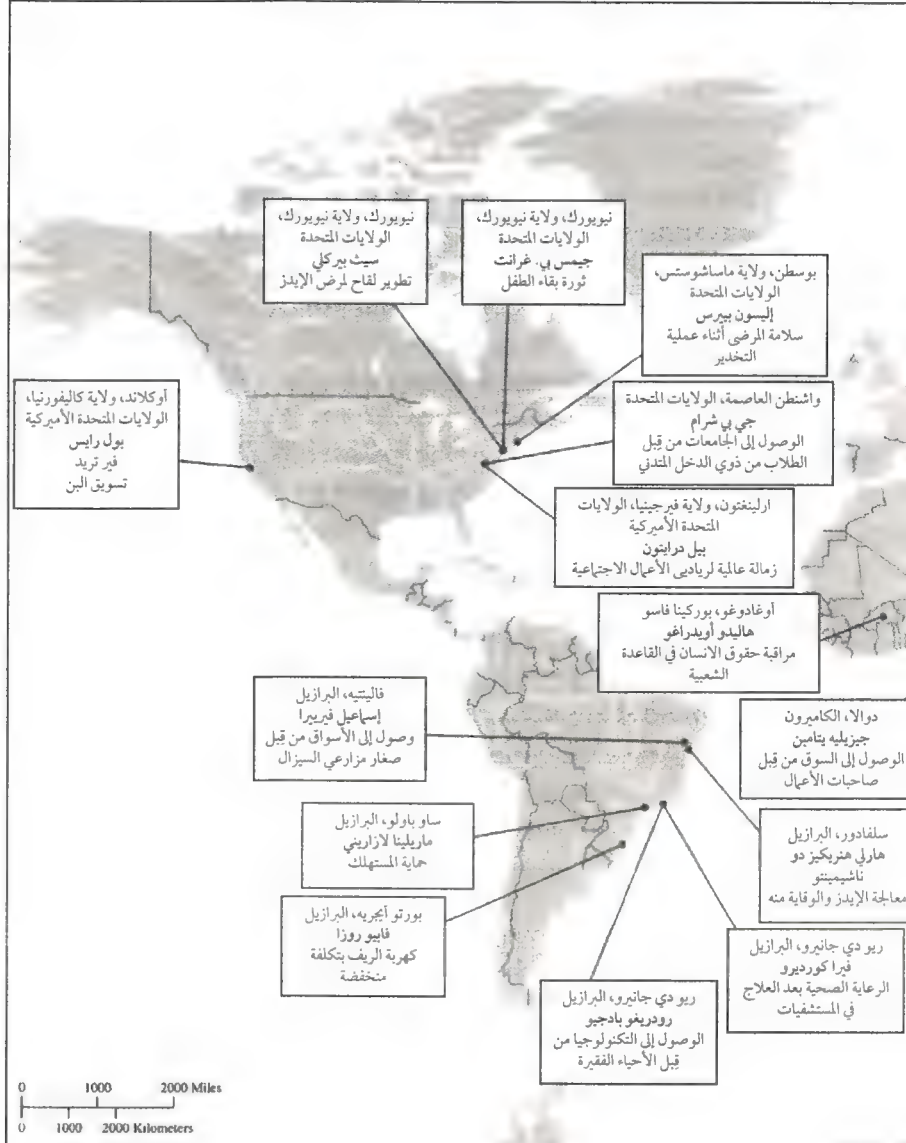 نيويورك، ولاية نيويورك،
الولايات المتحدة
سيث بيركلي
تطوير لقاح لمرض الإيدز
نيويورك، ولاية نيويورك،
الولايات المتحدة
جيمس بي. غرانت
ثورة بقاء الطفل
بوسطن، ولاية ماساشوستس،
الولايات المتحدة
إليسون بيرس
سلامة المرضى أثناء عملية
التخدير
أوكلاند، ولاية كاليفورنيا،
الولايات المتحدة الأميركية
بول رايس
فير تريد
تسويق البن
واشنطن العاصمة، الولايات المتحدة
جي بي شرام
الوصول إلى الجامعات من قِبل
الطلاب من ذوي الدخل المتدني
ارلينغتون، ولاية فيرجينيا، الولايات
المتحدة الأميركية
بيل درايتون
زمالة عالمية لرياديي الأعمال الاجتماعية
أوغادوغو، بوركينا فاسو
هاليدو أويدراغو
مراقبة حقوق الانسان في القاعدة
الشعبية
فالينتيه، البرازيل
إسماعيل فيريرا
وصول إلى الأسواق من قِبل
صغار مزارعي السيزال
دوالا، الكاميرون
جيزيليه يتامين
الوصول إلى السوق من قِبل
صاحبات الأعمال
ساو باولو، البرازيل
ماريلينا لازاريني
حماية المستهلك
سلفادور، البرازيل
هارلي هنريكيز دو
ناشيمينتو
معالجة الإيدز والوقاية منه
بورتو أيجريه، البرازيل
فابيو روزا
كهربة الريف بتكلفة
منخفضة
ريو دي جانيرو، البرازيل
فيرا كورديرو
الرعاية الصحية بعد العلاج
في المستشفيات
ريو دي جانيرو، البرازيل
رودريغو بادجيو
الوصول إلى التكنولوجيا من
قِبل الأحياء الفقيرة
0 1000 2000 Miles
0 1000 2000 Kilometers